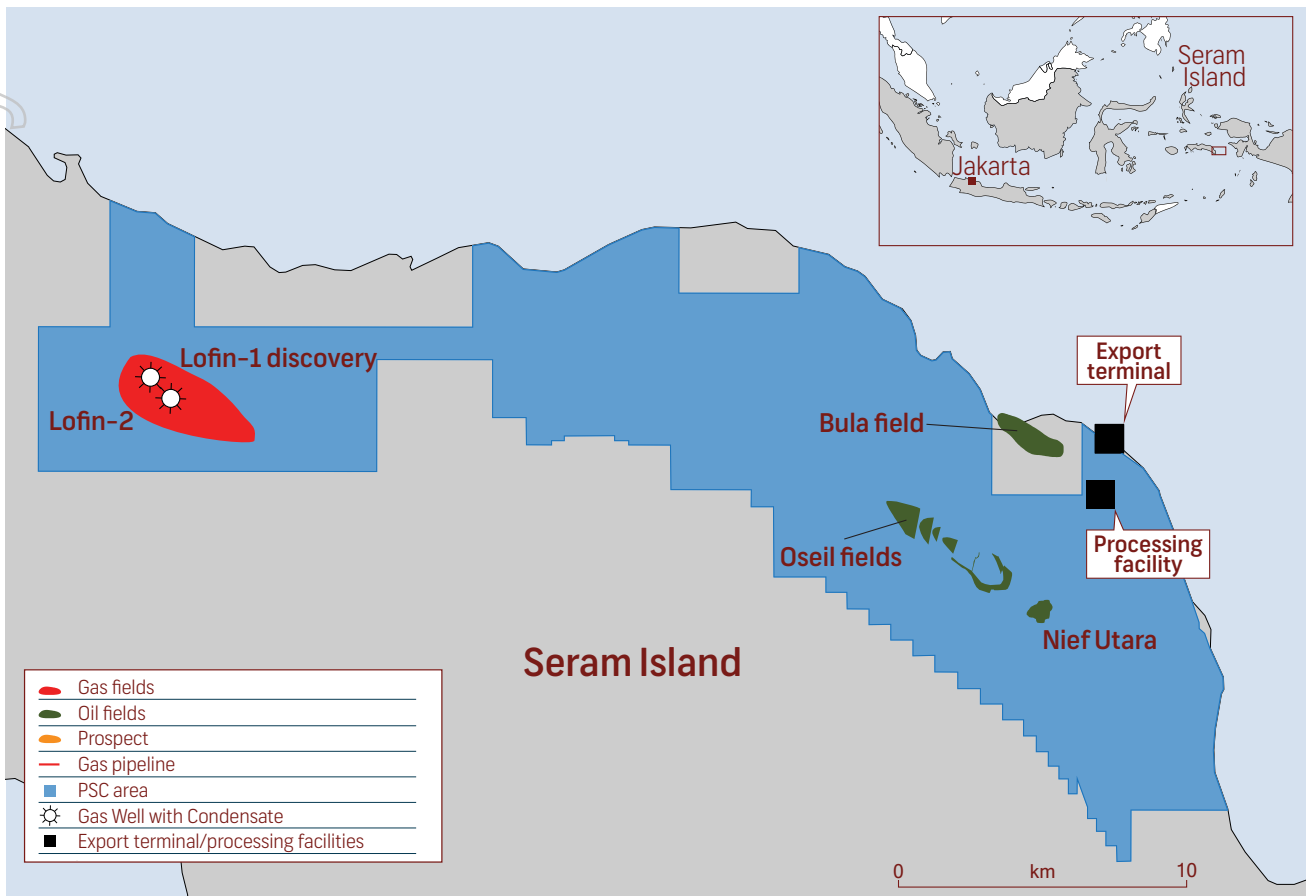 Seram
Island
Jakarta
Lofin-1 discovery
Lofin-2
Export
terminal
Bula field
Oseil fields
Processing
facility
Nief Utara
Seram Island
Gas fields
Oil fields
Prospect
Gas pipeline
PSC area
Gas Well with Condensate
Export terminal/processing facilities
0 km 10